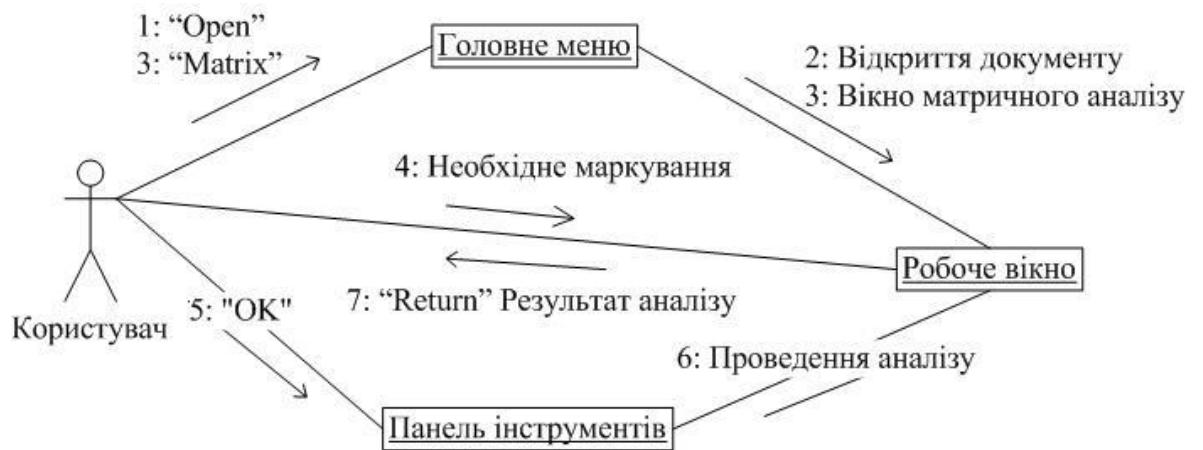 1: “Open”
3: “Matrix”
Головне меню
2: Відкриття документу
3: Вікно матричного аналізу
4: Необхідне маркування
Робоче вікно
7: “Return” Результат аналізу
5: "OK"
Користувач
6: Проведення аналізу
Панель інструментів